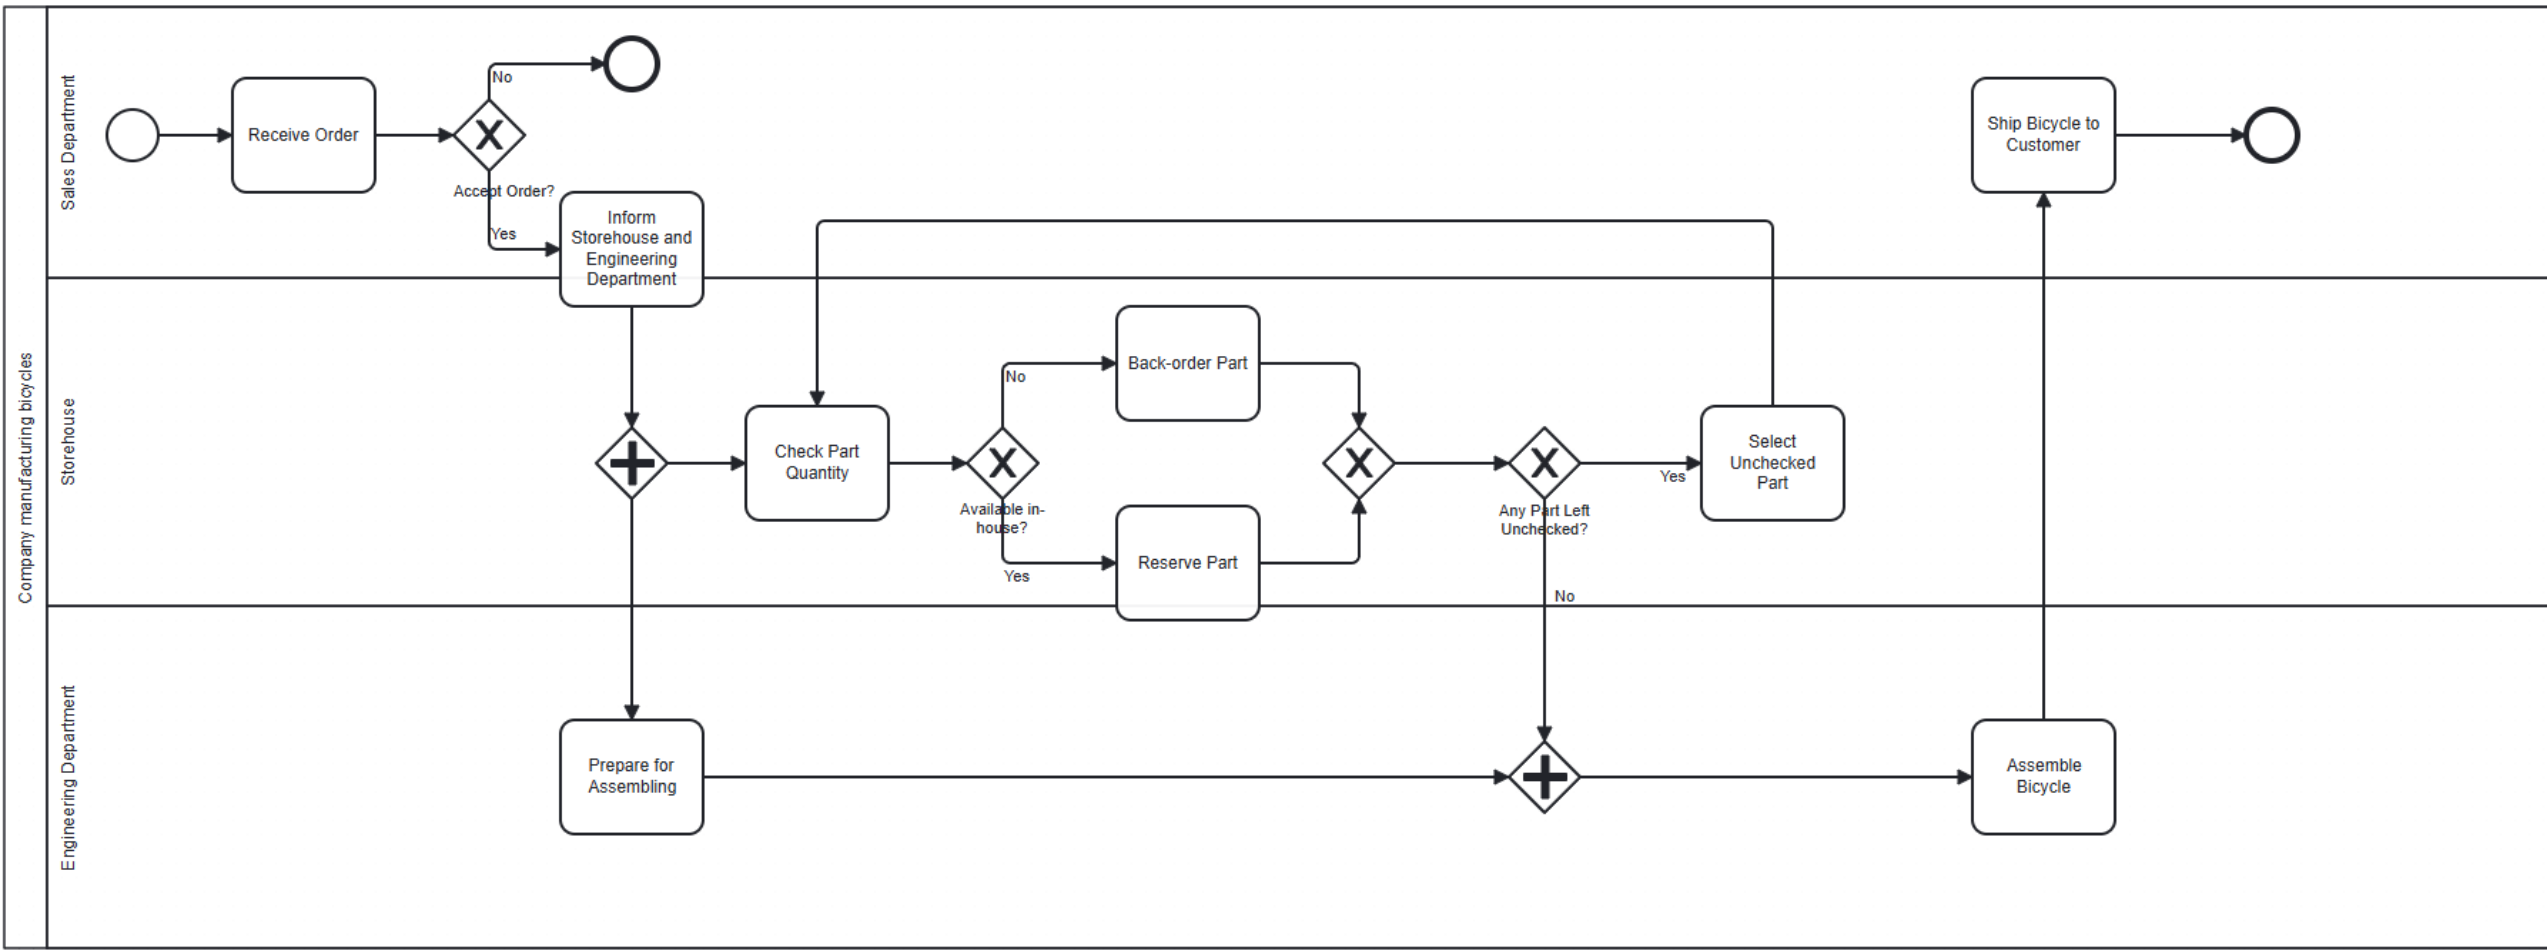 Company manufacturing bicycles
Sales Department
Receive Order
No
Accept Order?
Yes
Inform
Storehouse and
Engineering
Department
Ship Bicycle to
Customer
Storehouse
Check Part
Quantity
Available in-
house?
No
Back-order Part
Yes
Reserve Part
Any Part Left
Unchecked?
Yes
Select
Unchecked
Part
No
Engineering Department
Prepare for
Assembling
Assemble
Bicycle